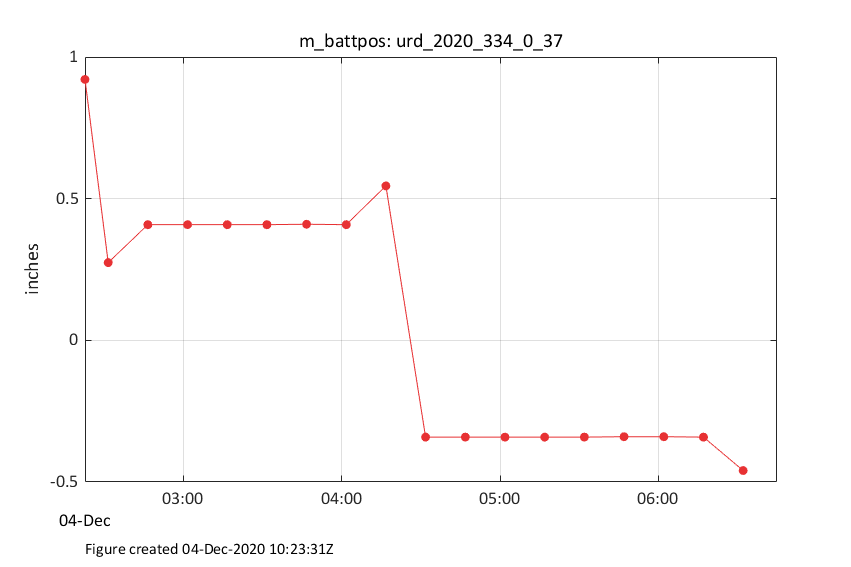 m_battpos: urd_2020_334_0_37
1
0.5
0
-0.5
inches
03:00 04:00 05:00 06:00
04-Dec
Figure created 04-Dec-2020 10:23:31Z